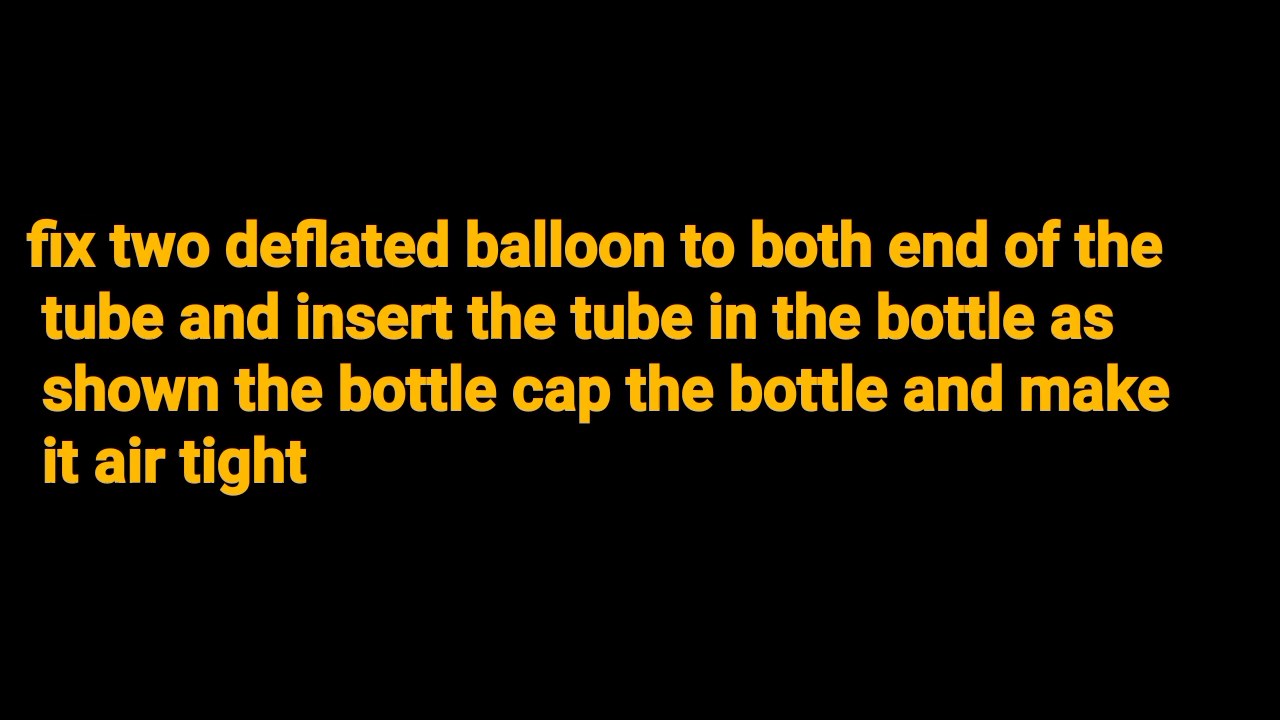 fix two deflated balloon to both end of the
tube and insert the tube in the bottle as
shown the bottle cap the bottle and make
it air tight